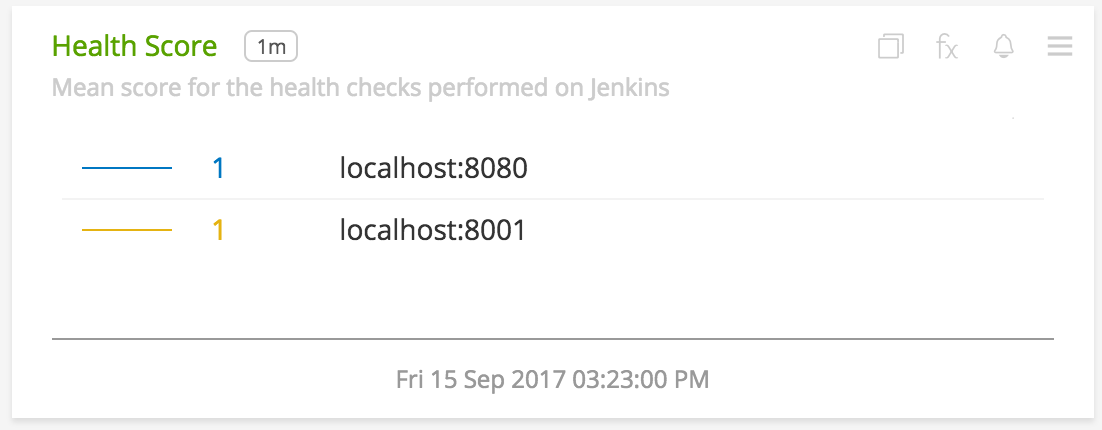 Health Score 1m fx
Mean score for the health checks performed on Jenkins
1 localhost:8080
1 localhost:8001
Fri 15 Sep 2017 03:23:00 PM